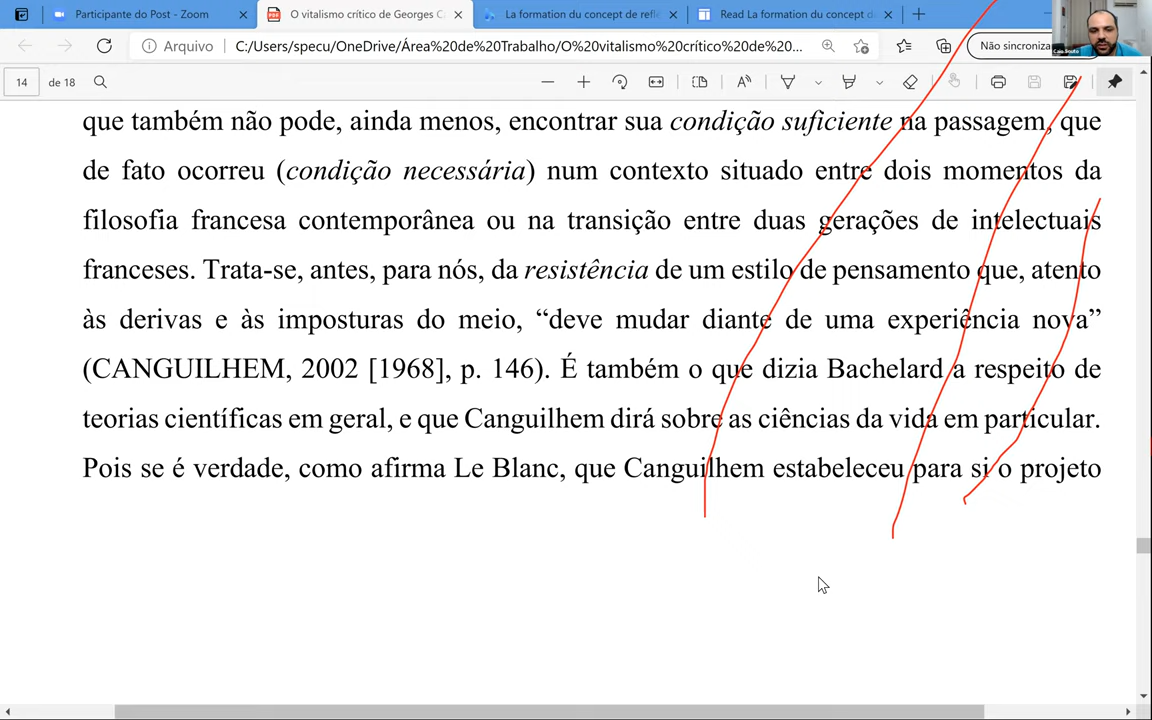 Participante do Post - Zoom
O vitalismo crítico de Georges C
La formation du concept de refle
Read La formation du concept d
Arquivo
C:/Users/specu/OneDrive/Área%20de%20Trabalho/O%20vitalismo%20crítico%20de%20...
Não sincroniza
Caio Souto
14 de 18
que também não pode, ainda menos, encontrar sua condição suficiente na passagem, que
de fato ocorreu (condição necessária) num contexto situado entre dois momentos da
filosofia francesa contemporânea ou na transição entre duas gerações de intelectuais
franceses. Trata-se, antes, para nós, da resistência de um estilo de pensamento que, atento
às derivas e às imposturas do meio, “deve mudar diante de uma experiência nova”
(CANGUILHEM, 2002 [1968], p. 146). É também o que dizia Bachelard a respeito de
teorias científicas em geral, e que Canguilhem dirá sobre as ciências da vida em particular.
Pois se é verdade, como afirma Le Blanc, que Canguilhem estabeleceu para si o projeto